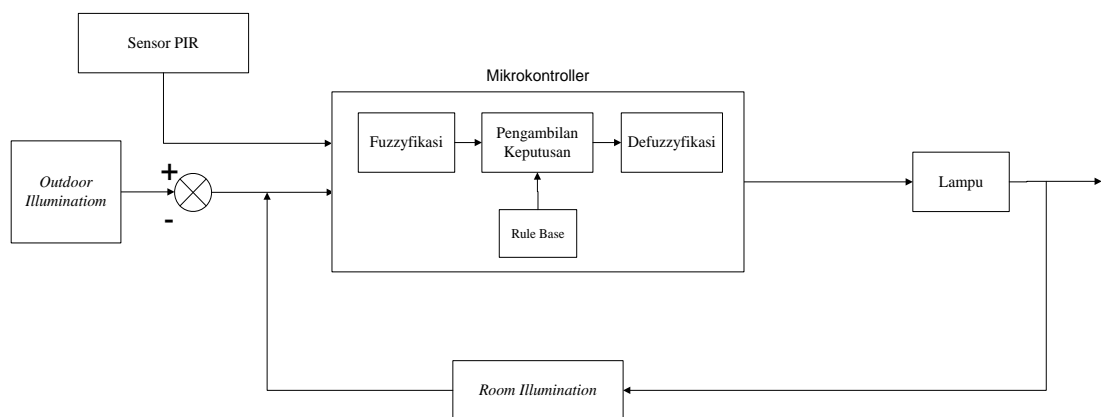 Sensor PIR
Mikrokontroller
Fuzzyfikasi
Pengambilan
Keputusan
Defuzzyfikasi
Outdoor
Illuminatiom
+
-
Lampu
Rule Base
Room Illumination